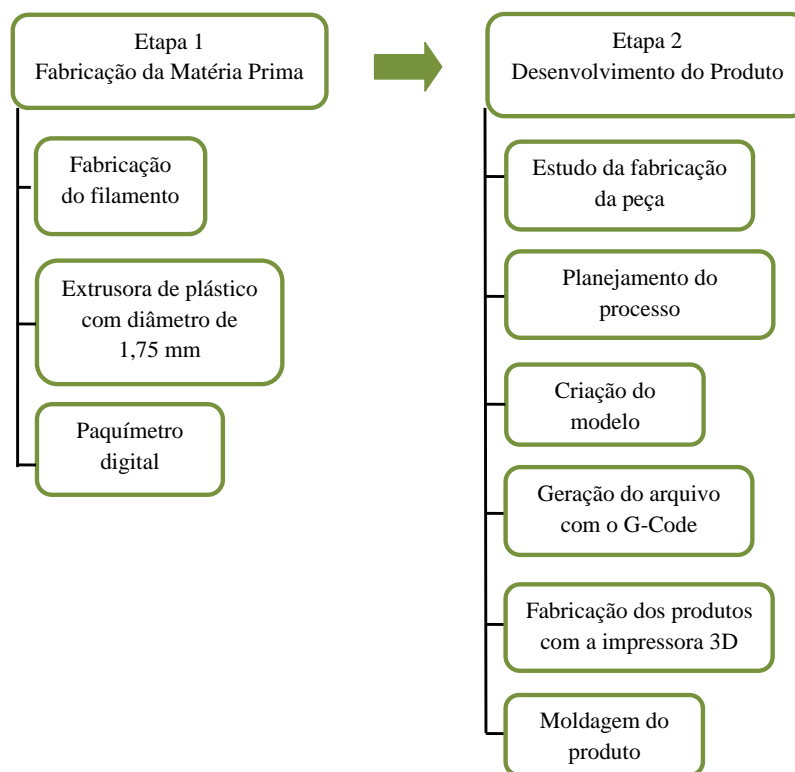 Etapa 1
Fabricação da Matéria Prima
Fabricação
do filamento
Extrusora de plástico
com diâmetro de
1,75 mm
Paquímetro
digital
Etapa 2
Desenvolvimento do Produto
Estudo da fabricação
da peça
Planejamento do
processo
Criação do
modelo
Geração do arquivo
com o G-Code
Fabricação dos produtos
com a impressora 3D
Moldagem do
produto